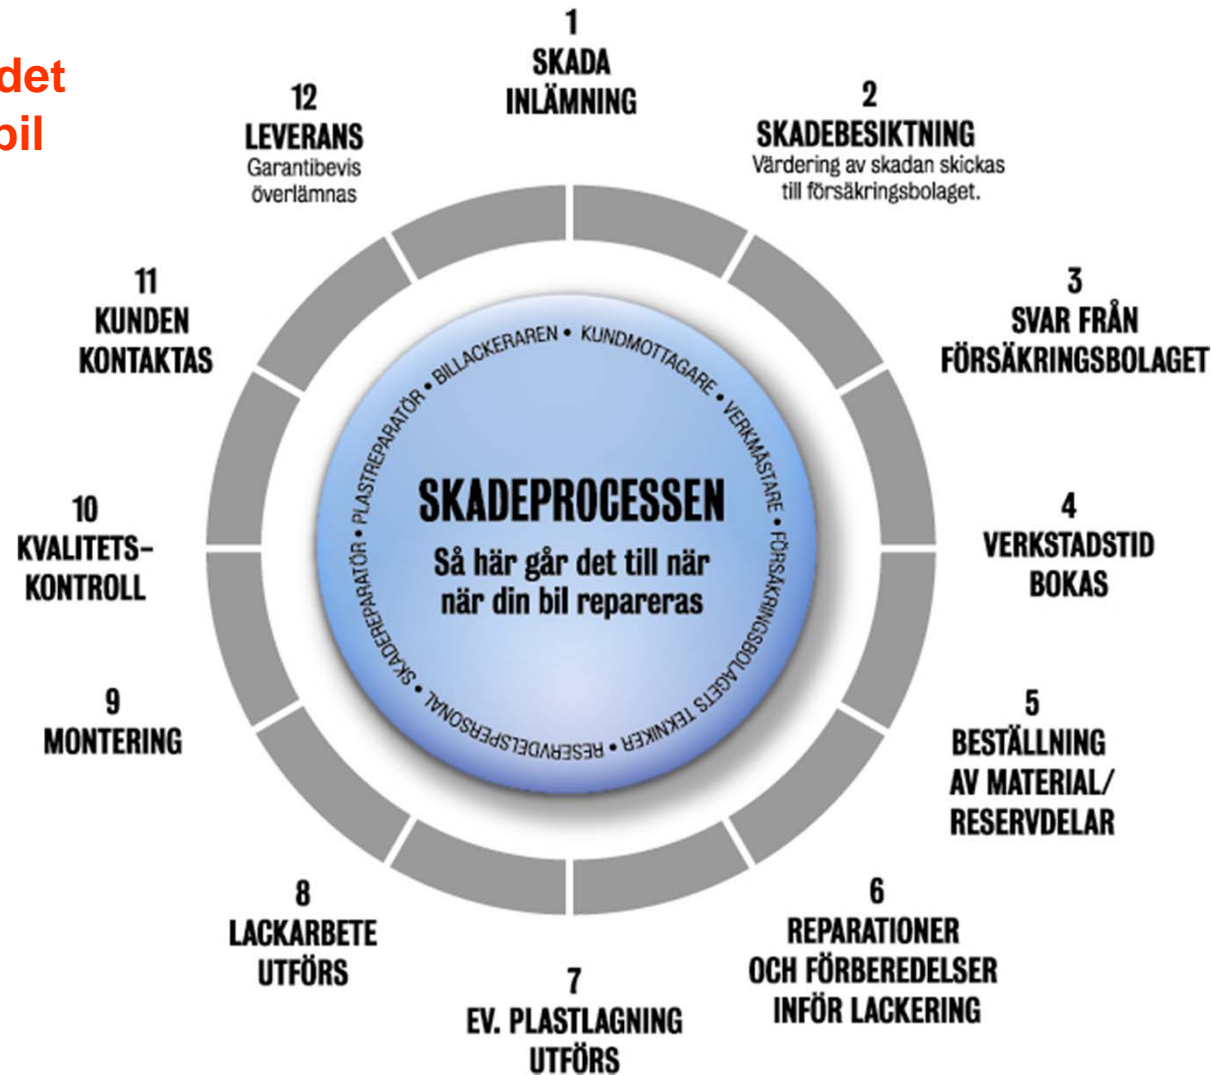 det
bil
1
SKADA
INLÄMNING
2
SKADEBESIKTNING
Värdering av skadan skickas
till försäkringsbolaget.
3
SVAR FRÅN
FÖRSÄKRINGSBOLAGET
4
VERKSTADSTID
BOKAS
5
BESTÄLLNING
AV MATERIAL/
RESERVDELAR
6
REPARATIONER
OCH FÖRBEREDELSER
INFÖR LACKERING
7
EV. PLASTLAGNING
UTFÖRS
8
LACKARBETE
UTFÖRS
9
MONTERING
10
KVALITETS-
KONTROLL
11
KUNDEN
KONTAKTAS
12
LEVERANS
Garantibevis
överlämnas
KUNDMOTTAGARE • VERKMÄSTARE • FÖRSÄKRINGSBOLAGETS TEKNIKER • RESERVDELSPERSONAL • SKADEREPARATÖR • PLASTREPARATÖR • BILLACKERAREN •
SKADEPROCESSEN
Så här går det till när
när din bil repareras